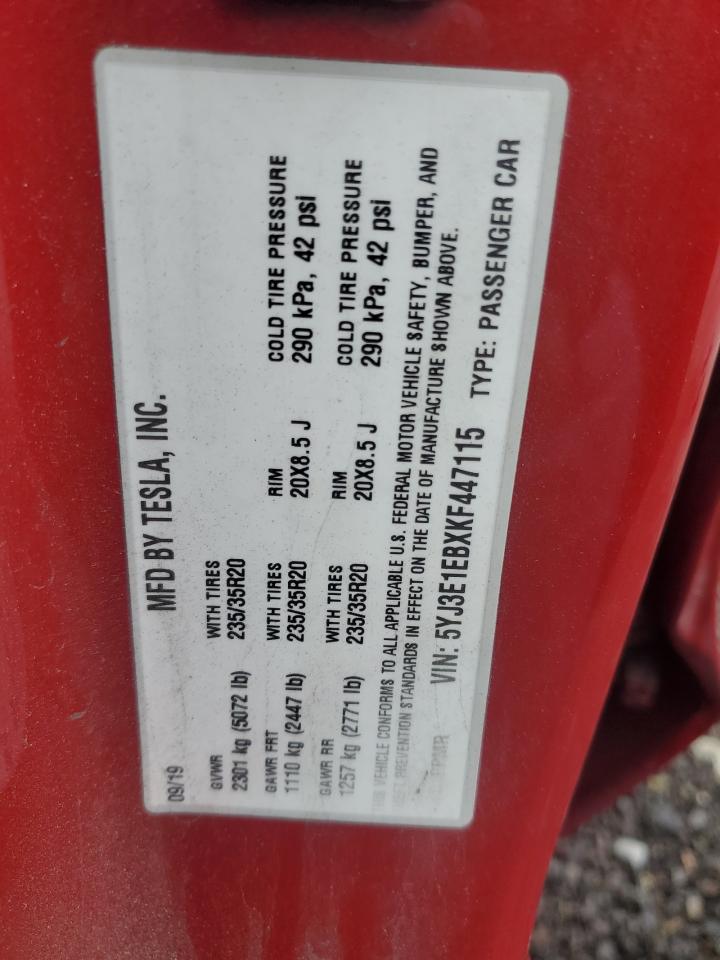 MFD BY TESLA, INC.
09/19
GVWR WITH TIRES
2301 kg (5072 lb) 235/35R20
GAWR FRT WITH TIRES RIM COLD TIRE PRESSURE
1110 kg (2447 lb) 235/35R20 20X8.5 J 290 kPa, 42 psi
GAWR RR WITH TIRES RIM COLD TIRE PRESSURE
1257 kg (2771 lb) 235/35R20 20X8.5 J 290 kPa, 42 psi
THIS VEHICLE CONFORMS TO ALL APPLICABLE U.S. FEDERAL MOTOR VEHICLE SAFETY, BUMPER, AND
THEFT PREVENTION STANDARDS IN EFFECT ON THE DATE OF MANUFACTURE SHOWN ABOVE.
VIN: 5YJ3E1EBXKF447115 TYPE: PASSENGER CAR